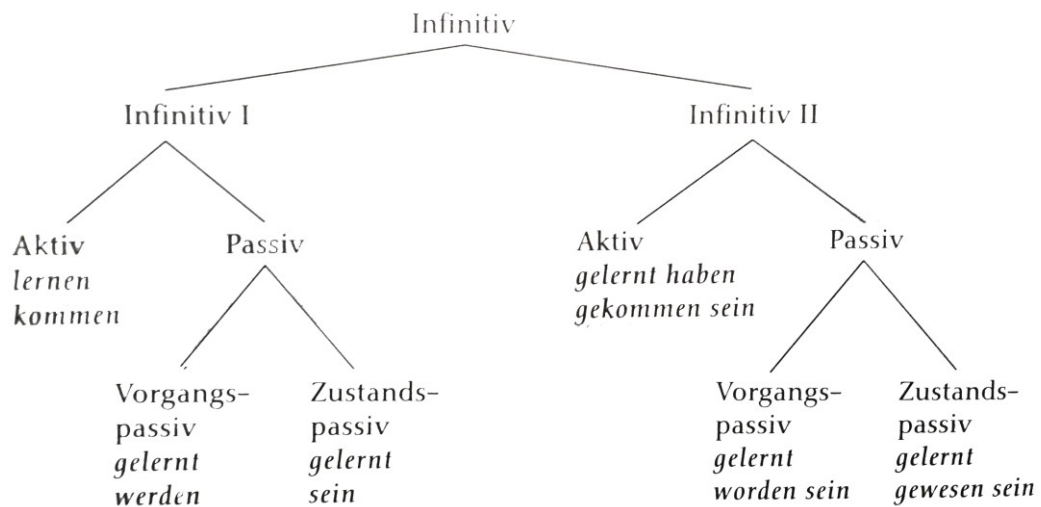 Infinitiv
Infinitiv I
Infinitiv II
Aktiv
lernen
kommen
Passiv
Aktiv
gelernt haben
gekommen sein
Passiv
Vorgangs-
passiv
gelernt
werden
Zustands-
passiv
gelernt
sein
Vorgangs-
passiv
gelernt
worden sein
Zustands-
passiv
gelernt
gewesen sein